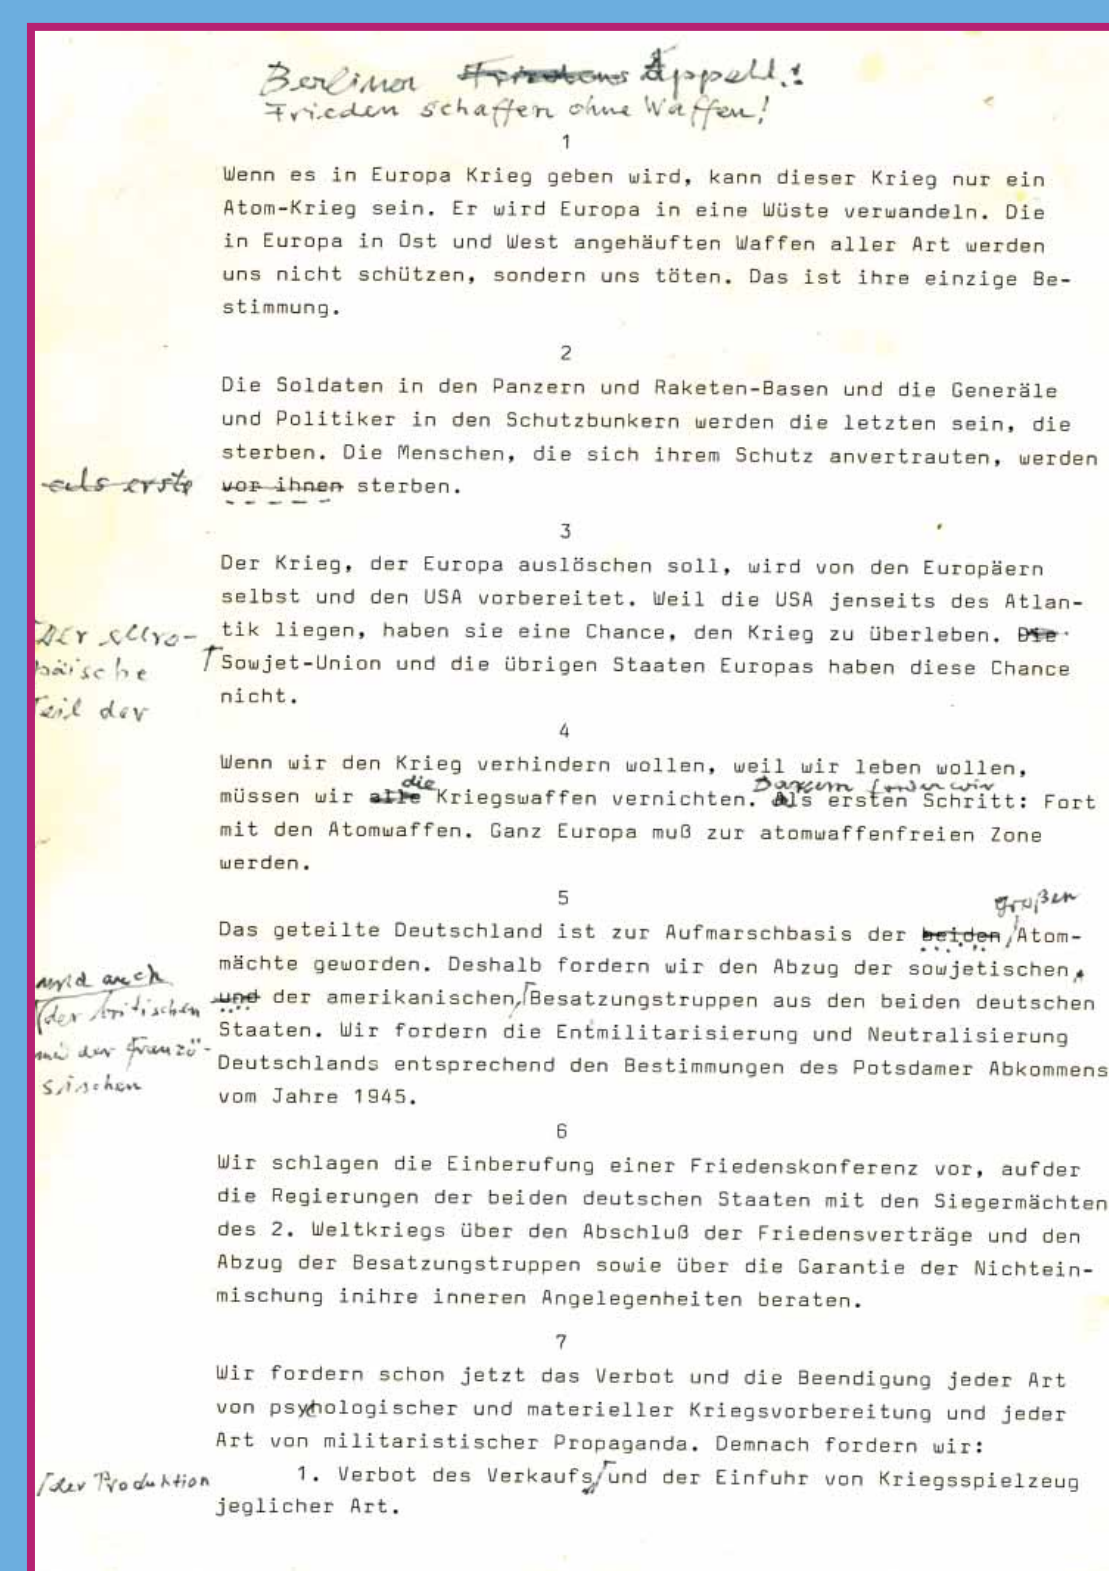 Berliner Friedens Appell:
Frieden schaffen ohne Waffen!
1
Wenn es in Europa Krieg geben wird, kann dieser Krieg nur ein
Atom-Krieg sein. Er wird Europa in eine Wüste verwandeln. Die
in Europa in Ost und West angehäuften Waffen aller Art werden
uns nicht schützen, sondern uns töten. Das ist ihre einzige Be-
stimmung.
2
Die Soldaten in den Panzern und Raketen-Basen und die Generäle
und Politiker in den Schutzbunkern werden die letzten sein, die
sterben. Die Menschen, die sich ihrem Schutz anvertrauten, werden
als erste vor ihnen sterben.
3
Der Krieg, der Europa auslöschen soll, wird von den Europäern
selbst und den USA vorbereitet. Weil die USA jenseits des Atlan-
tik liegen, haben sie eine Chance, den Krieg zu überleben. Die
Der euro-
päische
Teil der
Sowjet-Union und die übrigen Staaten Europas haben diese Chance
nicht.
4
Wenn wir den Krieg verhindern wollen, weil wir leben wollen,
die Darum fordern wir
müssen wir alle Kriegswaffen vernichten. Als ersten Schritt: Fort
mit den Atomwaffen. Ganz Europa muß zur atomwaffenfreien Zone
werden.
5
großen
Das geteilte Deutschland ist zur Aufmarschbasis der beiden Atom-
mächte geworden. Deshalb fordern wir den Abzug der sowjetischen,
und der amerikanischen, Besatzungstruppen aus den beiden deutschen
und auch
der britischen
und der franzö-
sischen
Staaten. Wir fordern die Entmilitarisierung und Neutralisierung
Deutschlands entsprechend den Bestimmungen des Potsdamer Abkommens
vom Jahre 1945.
6
Wir schlagen die Einberufung einer Friedenskonferenz vor, aufder
die Regierungen der beiden deutschen Staaten mit den Siegermächten
des 2. Weltkriegs über den Abschluß der Friedensverträge und den
Abzug der Besatzungstruppen sowie über die Garantie der Nichtein-
mischung inihre inneren Angelegenheiten beraten.
7
Wir fordern schon jetzt das Verbot und die Beendigung jeder Art
von psychologischer und materieller Kriegsvorbereitung und jeder
Art von militaristischer Propaganda. Demnach fordern wir:
der Produktion
1. Verbot des Verkaufs und der Einfuhr von Kriegsspielzeug
jeglicher Art.